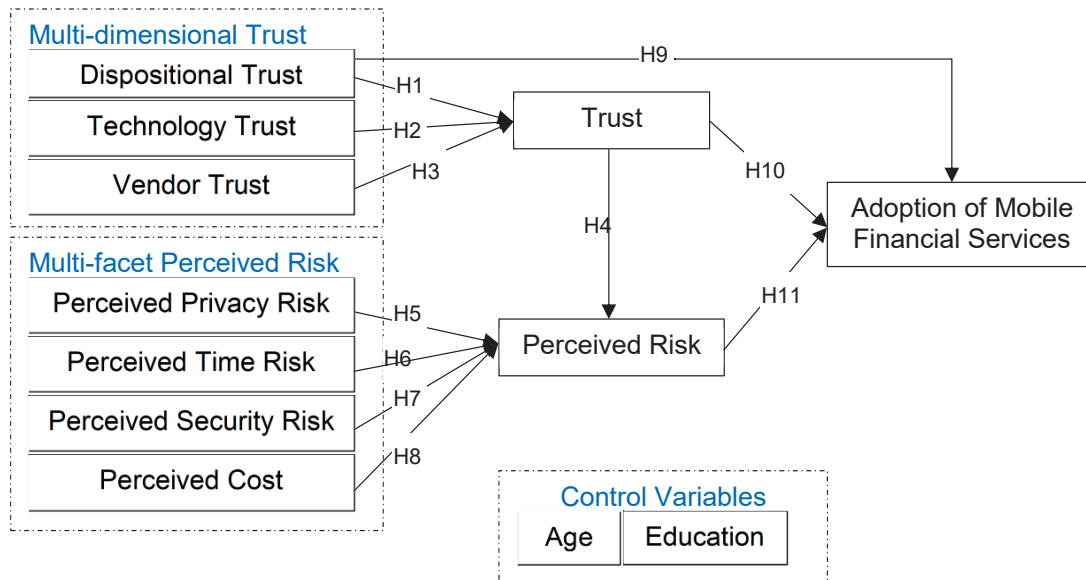 Multi-dimensional Trust
Dispositional Trust
Technology Trust
Vendor Trust
H1
H2
H3
H9
Trust
H10
H4
Adoption of Mobile
Financial Services
Multi-facet Perceived Risk
Perceived Privacy Risk
Perceived Time Risk
Perceived Security Risk
Perceived Cost
H5
H6
H7
H8
Perceived Risk
H11
Control Variables
Age
Education